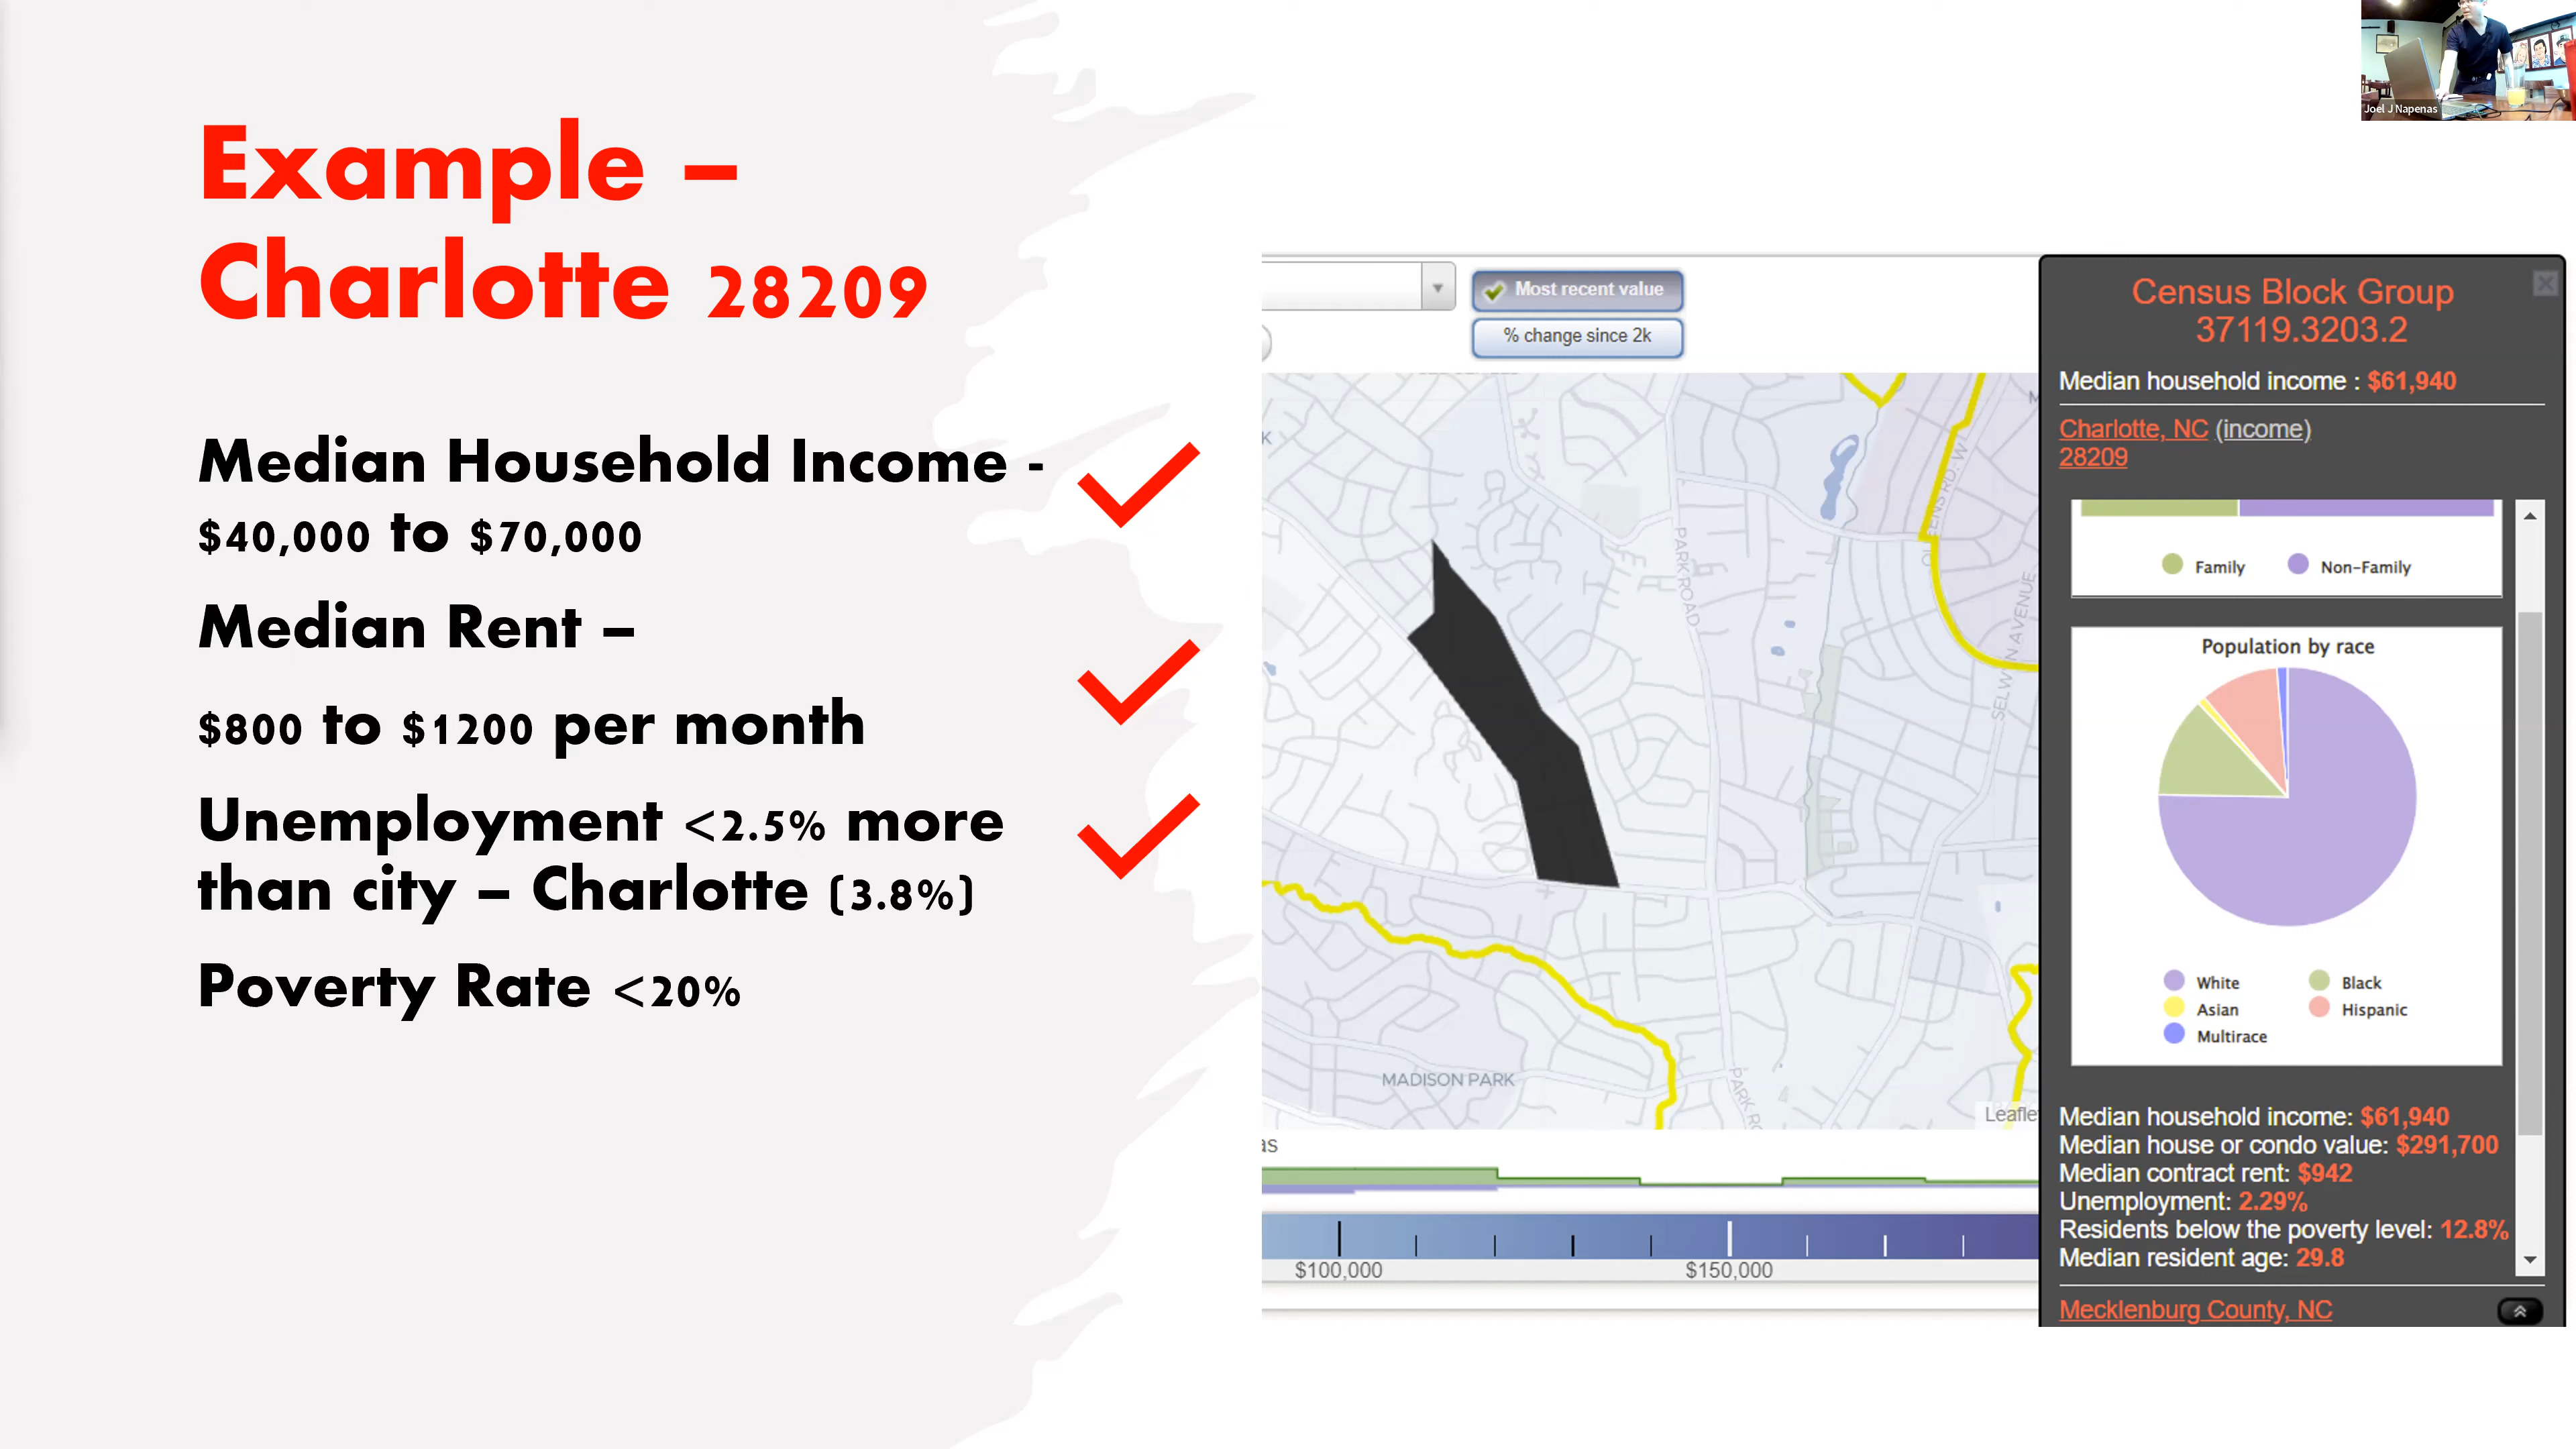 Joel J Napenas
Example –
Charlotte 28209
Median Household Income -
$40,000 to $70,000
Median Rent –
$800 to $1200 per month
Unemployment <2.5% more
than city – Charlotte (3.8%)
Poverty Rate <20%
Most recent value
% change since 2k
K
PARK ROAD
SELWYN AVENUE
MADISON PARK
Leafle
as
$100,000
$150,000
Census Block Group
37119.3203.2
Median household income : $61,940
Charlotte, NC (income)
28209
Family
Non-Family
Population by race
White
Black
Asian
Hispanic
Multirace
Median household income: $61,940
Median house or condo value: $291,700
Median contract rent: $942
Unemployment: 2.29%
Residents below the poverty level: 12.8%
Median resident age: 29.8
Mecklenburg County, NC